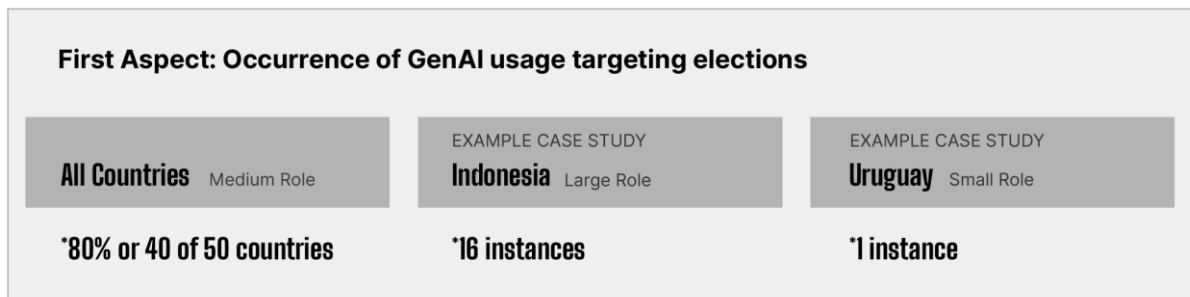 First Aspect: Occurrence of GenAI usage targeting elections
All Countries Medium Role
*80% or 40 of 50 countries
EXAMPLE CASE STUDY
Indonesia Large Role
*16 instances
EXAMPLE CASE STUDY
Uruguay Small Role
*1 instance